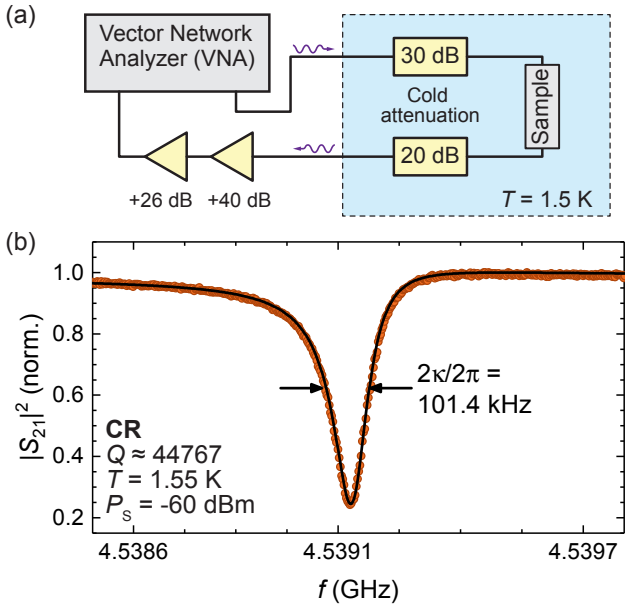 (a)
Vector Network
Analyzer (VNA)
30 dB
Cold
attenuation
Sample
20 dB
+26 dB
+40 dB
T = 1.5 K
(b)
1.0
0.8
0.6
0.4
0.2
|S21|² (norm.)
2κ/2π =
101.4 kHz
CR
Q ≈ 44767
T = 1.55 K
PS = -60 dBm
4.5386
4.5391
4.5397
f (GHz)